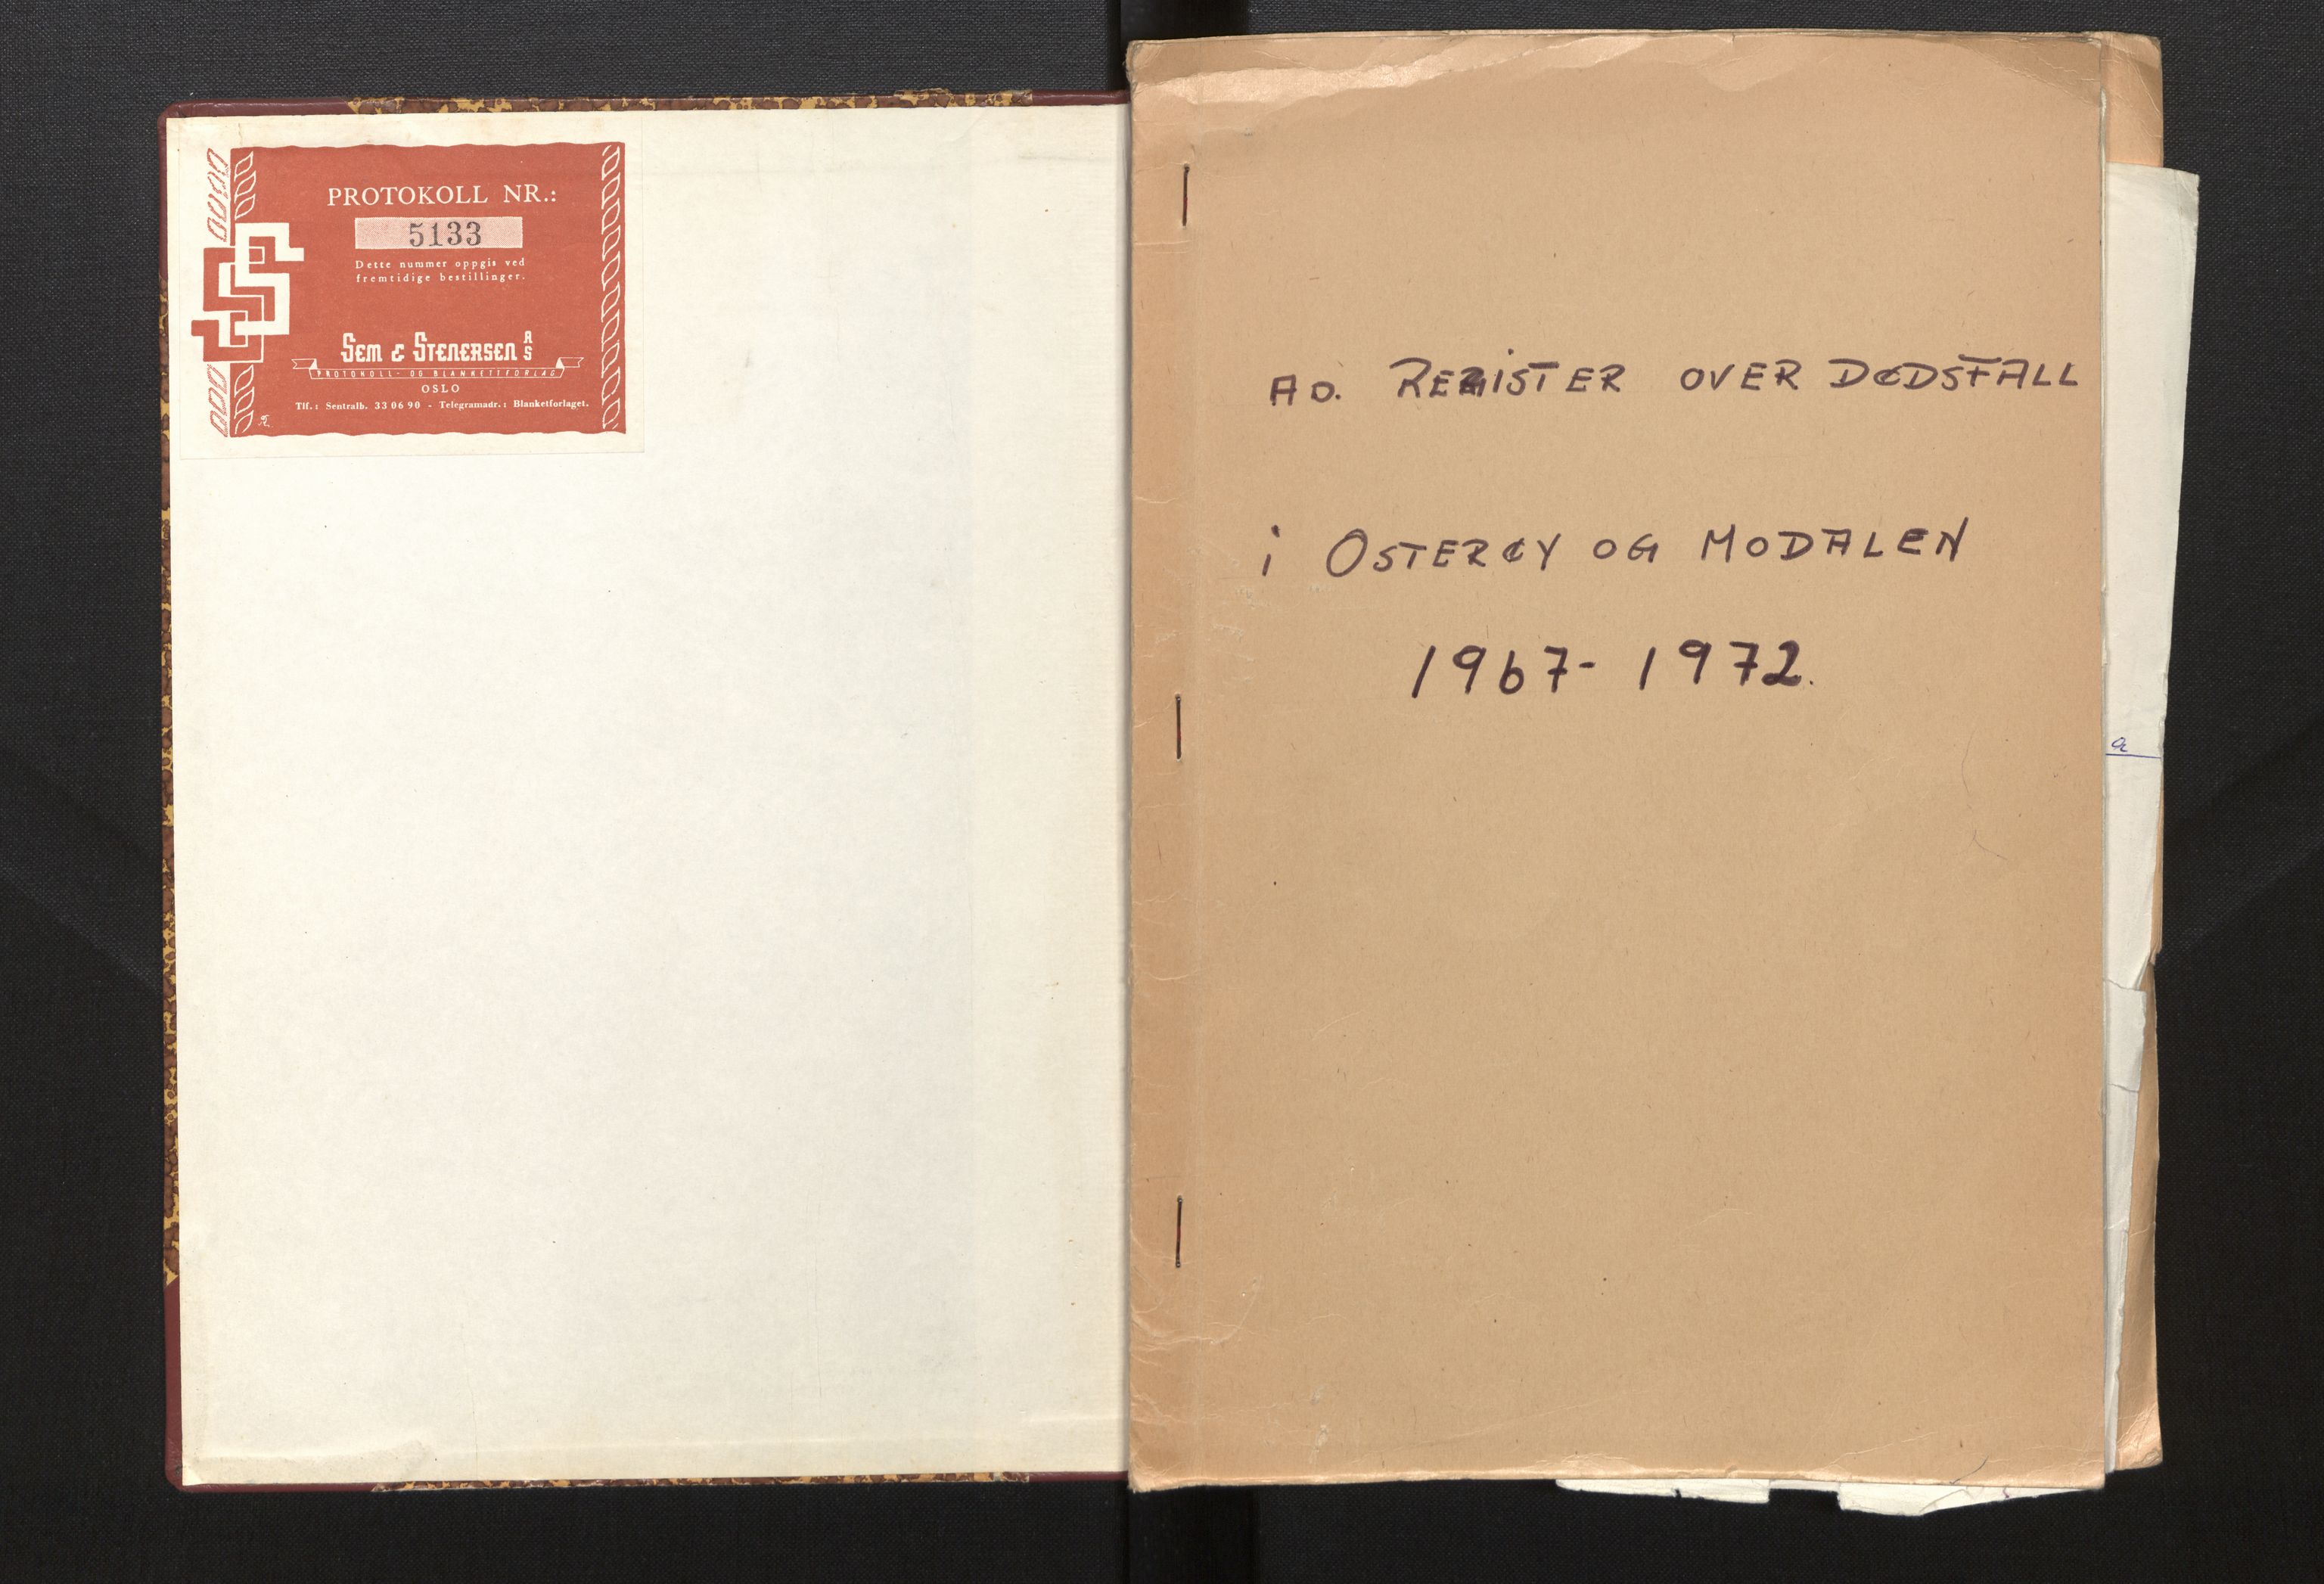 PROTOKOLL NR.:
5133
Dette nummer oppgis ved
fremtidige bestillinger.
SEM & STENERSEN A/S
PROTOKOLL- OG BLANKETTFORLAG
OSLO
Tlf.: Sentralb. 33 06 90 - Telegramadr.: Blanketforlaget.
AD. REGISTER OVER DØDSFALL
i OSTERØY OG MODALEN
1967-1972.
a